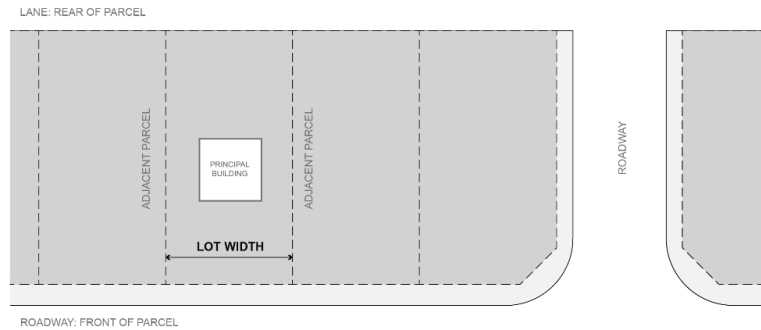 LANE: REAR OF PARCEL
ADJACENT PARCEL
PRINCIPAL
BUILDING
ADJACENT PARCEL
ROADWAY
LOT WIDTH
ROADWAY: FRONT OF PARCEL